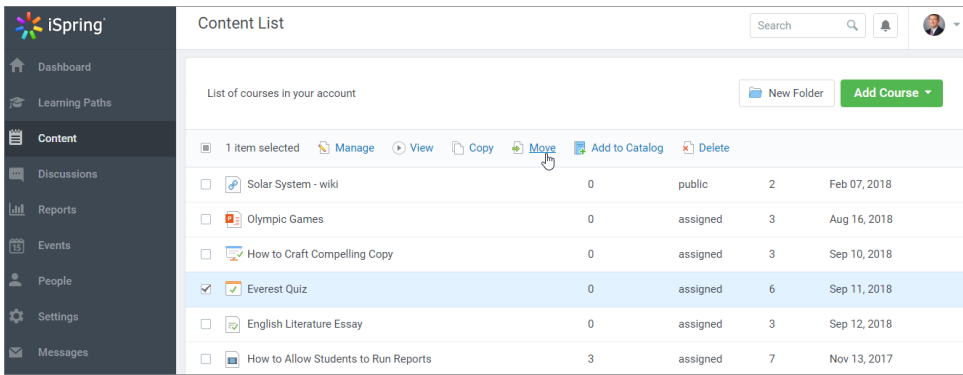 iSpring
Content List
Search
Dashboard
Learning Paths
Content
Discussions
Reports
15
Events
People
Settings
Messages
List of courses in your account
New Folder
Add Course
1 item selected Manage View Copy Move Add to Catalog Delete
Solar System - wiki 0 public 2 Feb 07, 2018
P Olympic Games 0 assigned 3 Aug 16, 2018
How to Craft Compelling Copy 0 assigned 3 Sep 10, 2018
Everest Quiz 0 assigned 6 Sep 11, 2018
English Literature Essay 0 assigned 3 Sep 12, 2018
How to Allow Students to Run Reports 3 assigned 7 Nov 13, 2017